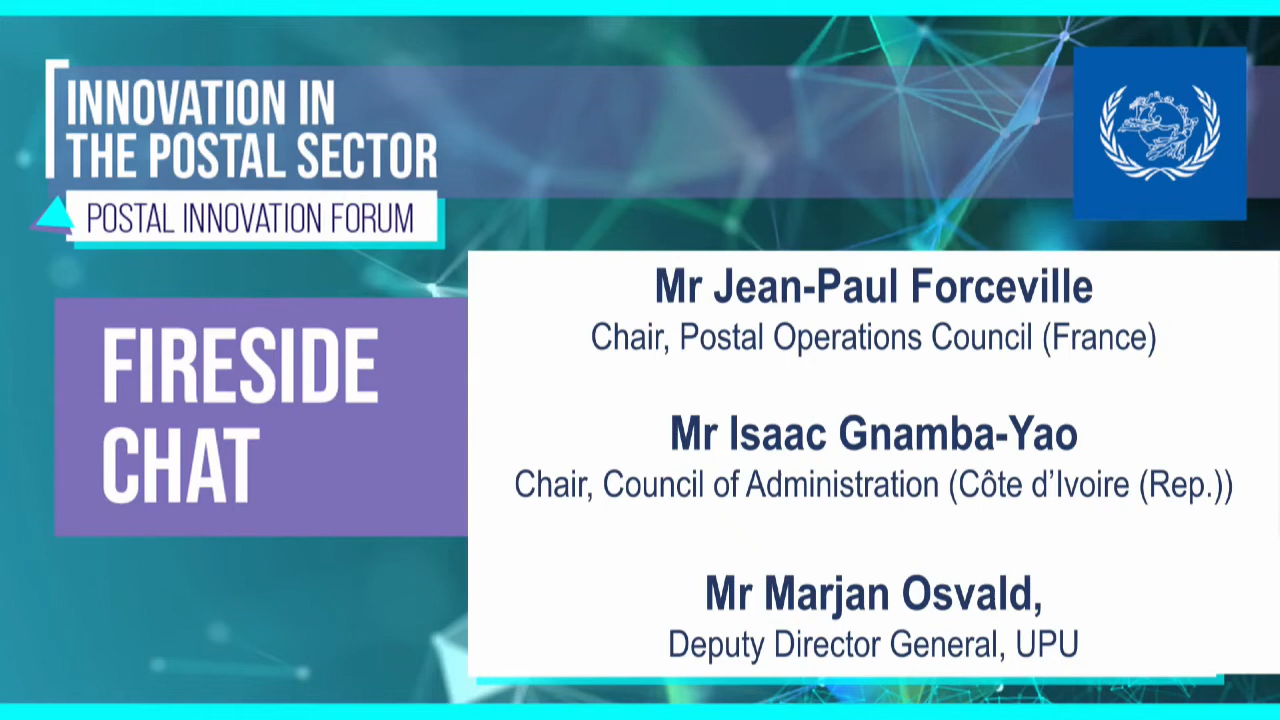 INNOVATION IN
THE POSTAL SECTOR
POSTAL INNOVATION FORUM
FIRESIDE
CHAT
Mr Jean-Paul Forceville
Chair, Postal Operations Council (France)
Mr Isaac Gnamba-Yao
Chair, Council of Administration (Côte d’Ivoire (Rep.))
Mr Marjan Osvald,
Deputy Director General, UPU